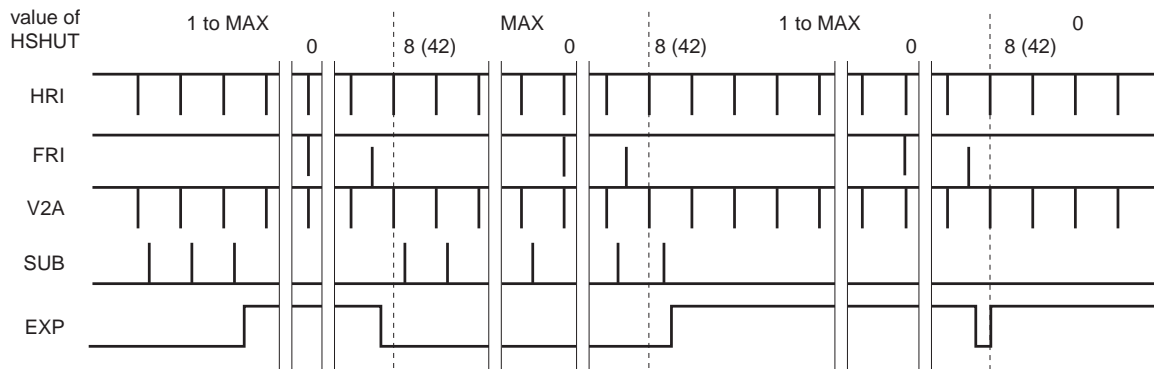 value of
HSHUT
1 to MAX
MAX
1 to MAX
0
0
8 (42)
0
8 (42)
0
8 (42)
HRI
FRI
V2A
SUB
EXP